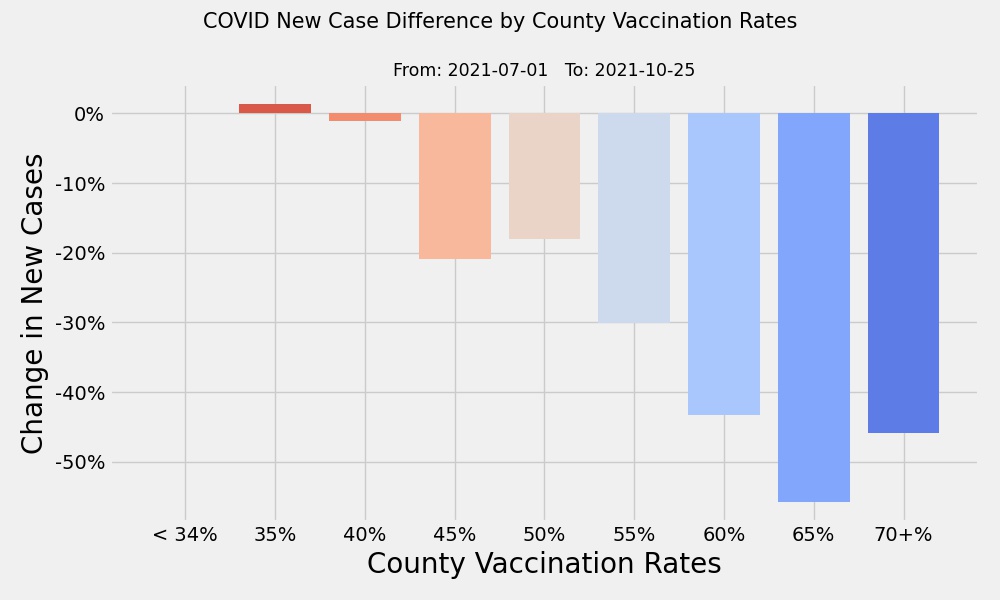 COVID New Case Difference by County Vaccination Rates
From: 2021-07-01   To: 2021-10-25
Change in New Cases
0%
-10%
-20%
-30%
-40%
-50%
< 34% 35% 40% 45% 50% 55% 60% 65% 70+%
County Vaccination Rates